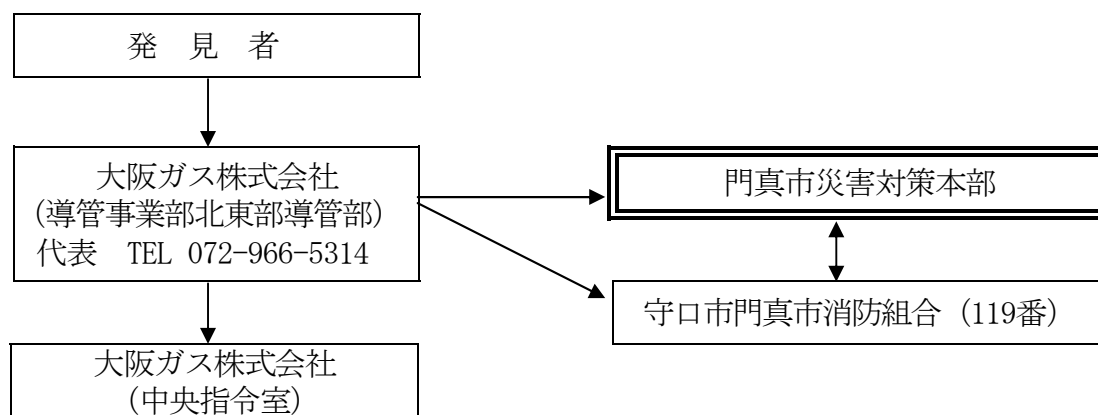 発　見　者
大阪ガス株式会社
(導管事業部北東部導管部)
代表　TEL 072-966-5314
門真市災害対策本部
守口市門真市消防組合（119番）
大阪ガス株式会社
(中央指令室)